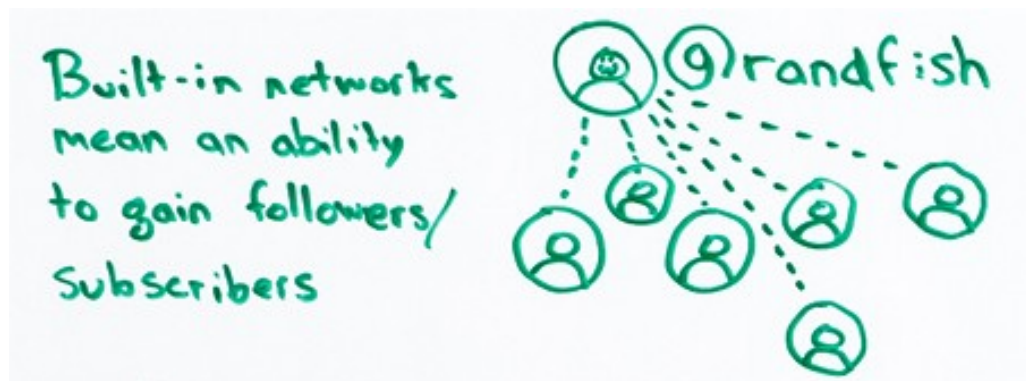 Built-in networks
mean an ability
to gain followers/
subscribers
@randfish